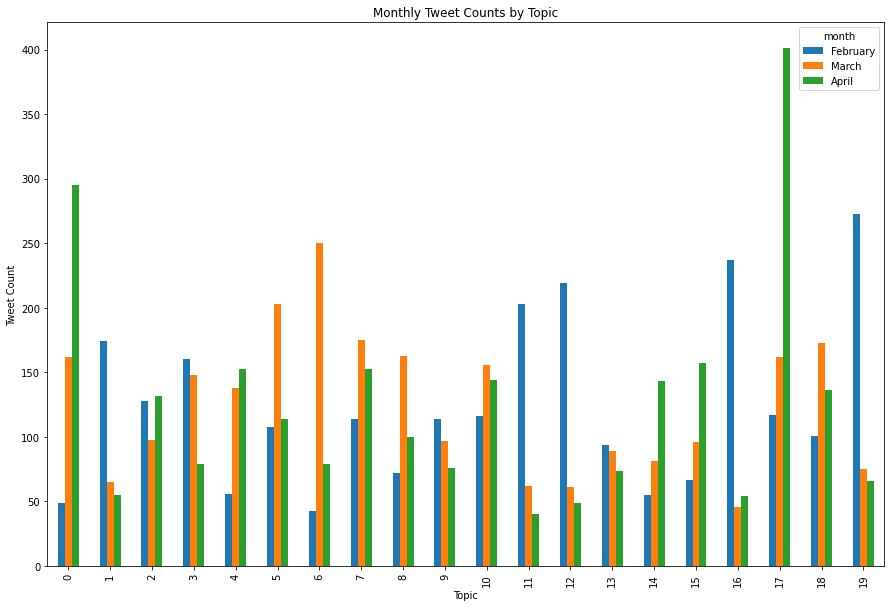 Monthly Tweet Counts by Topic
month
February
March
April
Tweet Count
400
350
300
250
200
150
100
50
0
0 1 2 3 4 5 6 7 8 9 10 11 12 13 14 15 16 17 18 19
Topic